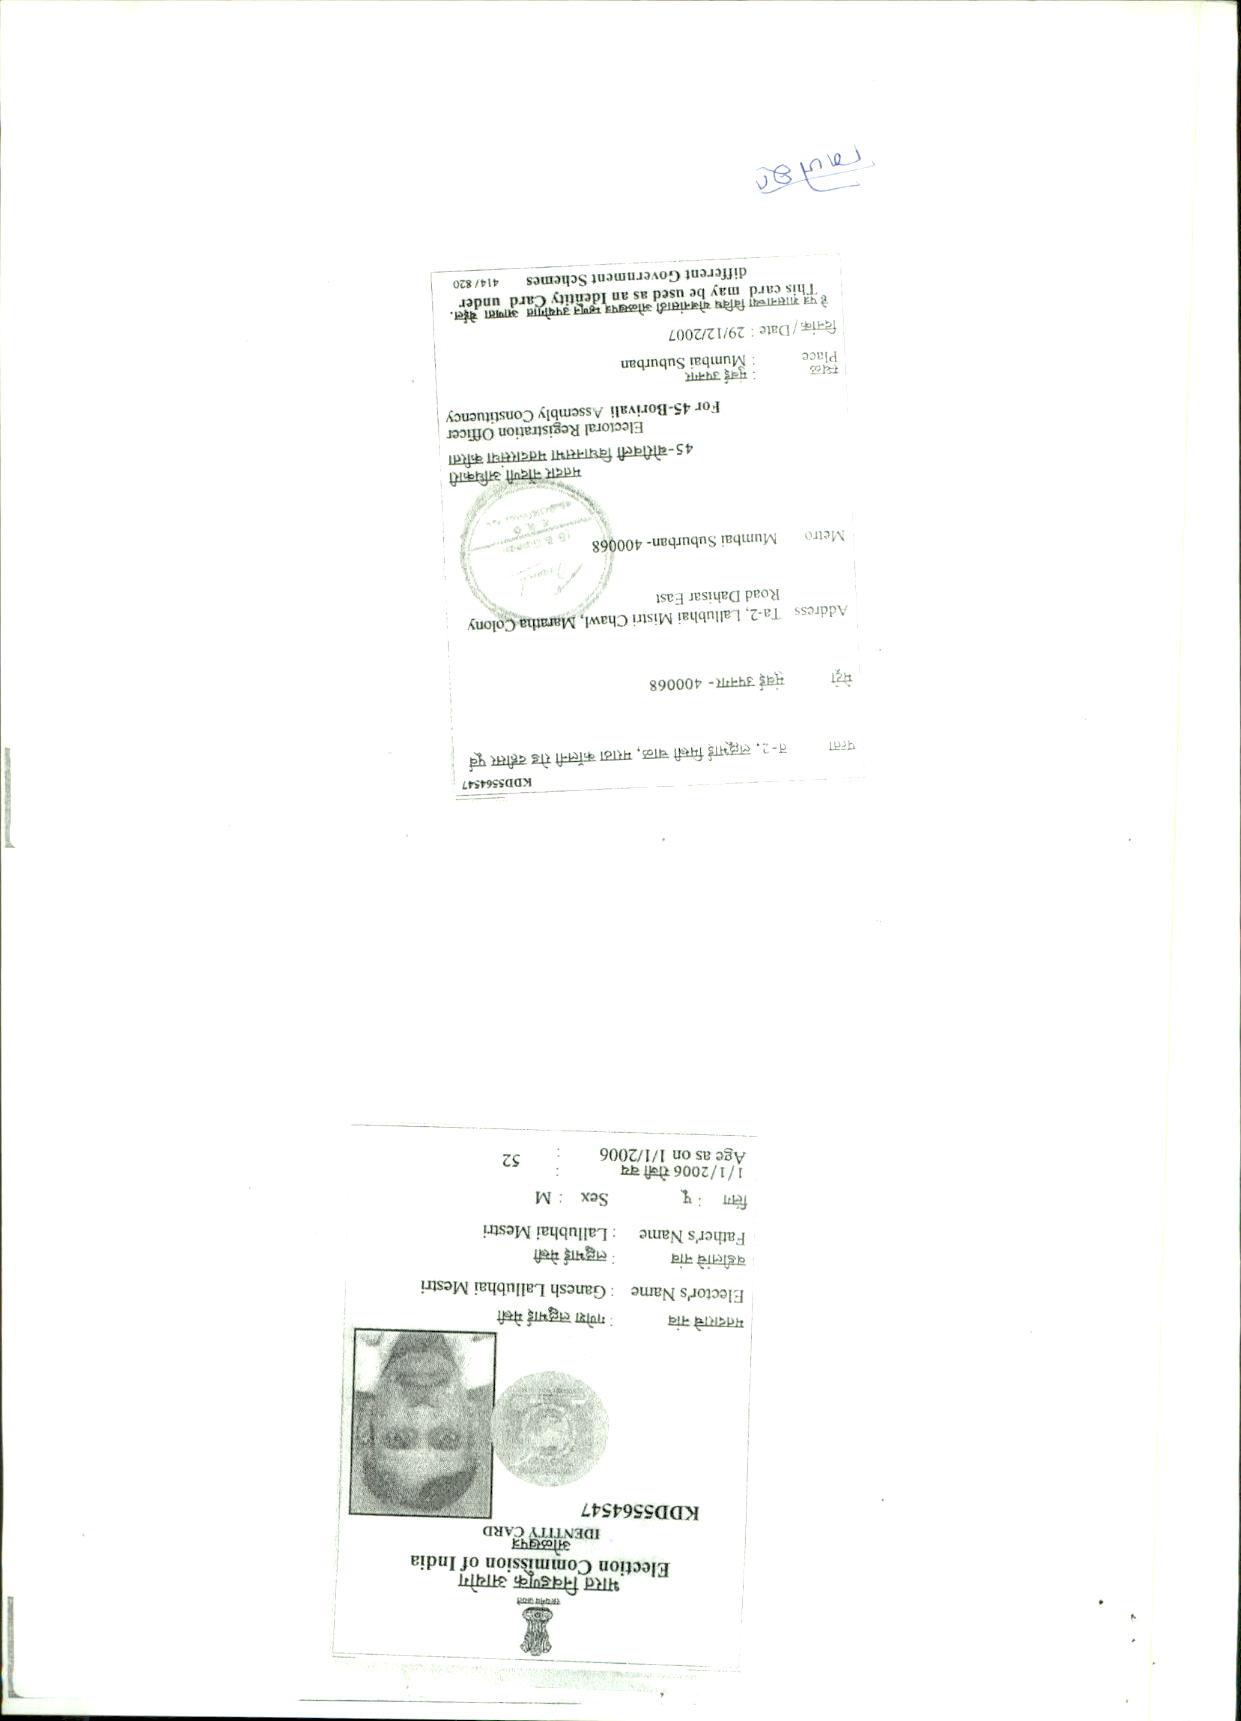 सत्यमेव जयते
भारत निवडणूक आयोग
Election Commission of India
ओळखपत्र
IDENTITY CARD
KDD5564547
मतदाराचे नांव : गणेश लल्लूभाई मेस्त्री
Elector's Name : Ganesh Lallubhai Mestri
वडीलांचे नांव : लल्लूभाई मेस्त्री
Father's Name : Lallubhai Mestri
लिंग : पु Sex : M
1/1/2006 रोजी वय :
Age as on 1/1/2006 : 52
KDD5564547
पत्ता त-2, लल्लूभाई मिस्त्री चाळ, मराठा कॉलनी रोड दहीसर पूर्व
मेट्रो मुंबई उपनगर - 400068
Address Ta-2, Lallubhai Mistri Chawl, Maratha Colony
Road Dahisar East
Metro Mumbai Suburban- 400068
मतदार नोंदणी अधिकारी
45-बोरीवली विधानसभा मतदारसंघा करिता
Electoral Registration Officer
For 45-Borivali Assembly Constituency
स्थळ : मुंबई उपनगर
Place : Mumbai Suburban
दिनांक / Date : 29/12/2007
हे पत्र शासनाच्या विविध योजनांसाठी ओळखपत्र म्हणून उपयोगात आणता येईल.
This card may be used as an Identity Card under
different Government Schemes 414 / 820